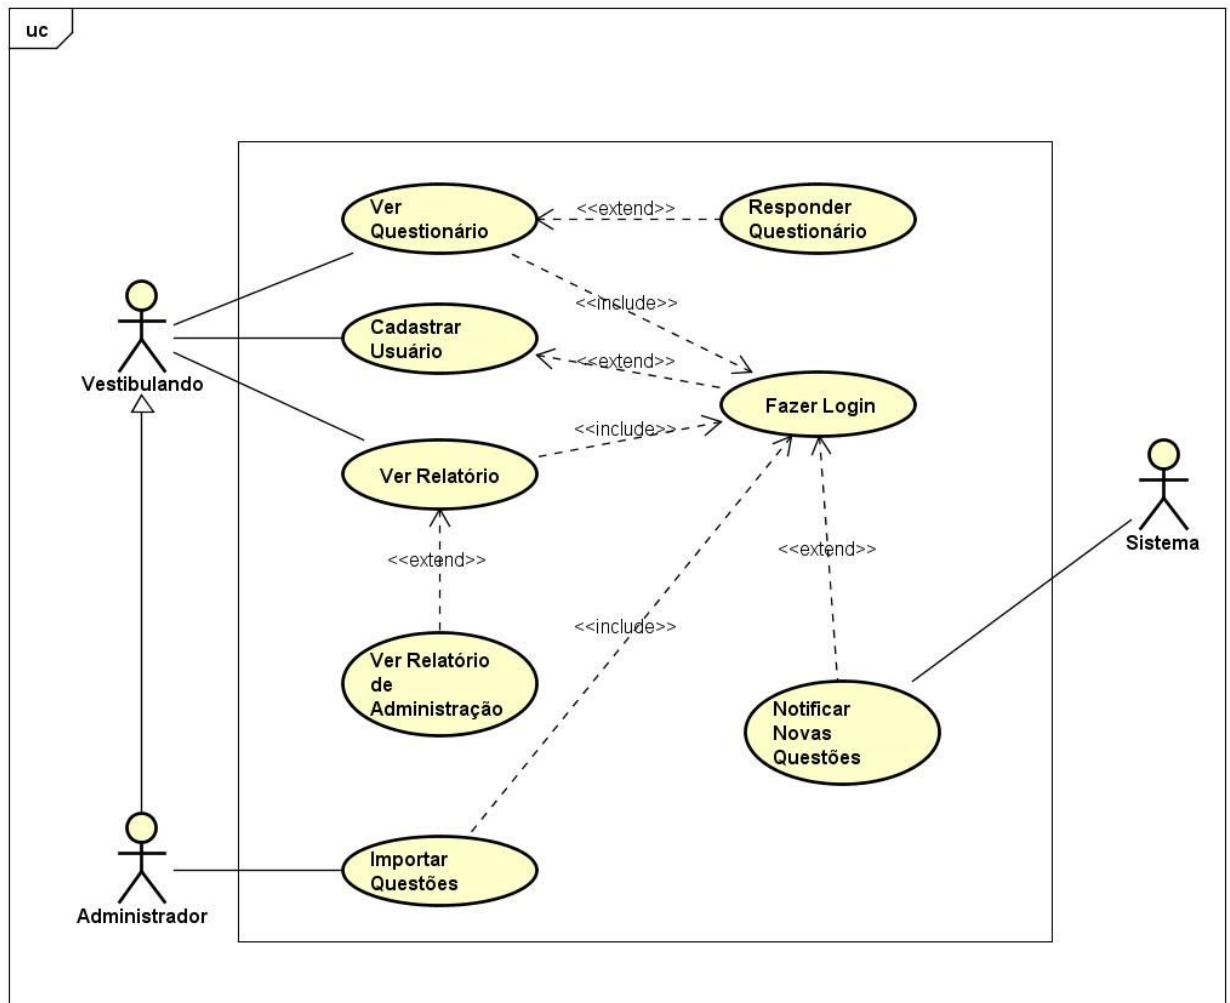 uc
Ver
Questionário
<<extend>>
Responder
Questionário
<<include>>
Cadastrar
Usuário
<<extend>>
Vestibulando
Fazer Login
<<include>>
Ver Relatório
Sistema
<<extend>>
<<extend>>
<<include>>
Ver Relatório
de
Administração
Notificar
Novas
Questões
Importar
Questões
Administrador